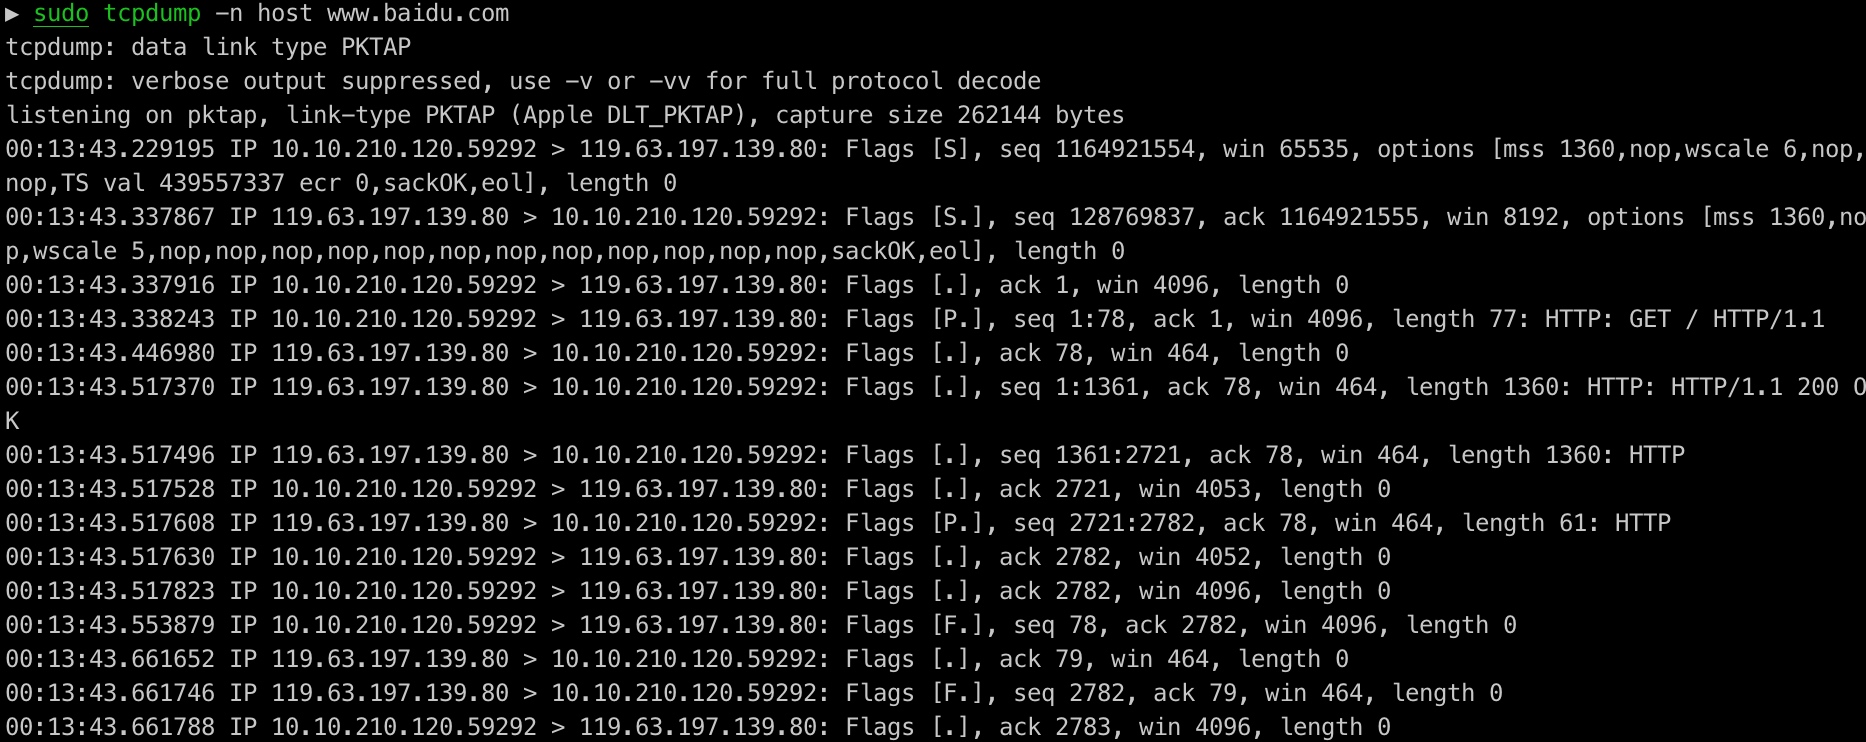 ▶ sudo tcpdump -n host www.baidu.com
tcpdump: data link type PKTAP
tcpdump: verbose output suppressed, use -v or -vv for full protocol decode
listening on pktap, link-type PKTAP (Apple DLT_PKTAP), capture size 262144 bytes
00:13:43.229195 IP 10.10.210.120.59292 > 119.63.197.139.80: Flags [S], seq 1164921554, win 65535, options [mss 1360,nop,wscale 6,nop,
nop,TS val 439557337 ecr 0,sackOK,eol], length 0
00:13:43.337867 IP 119.63.197.139.80 > 10.10.210.120.59292: Flags [S.], seq 128769837, ack 1164921555, win 8192, options [mss 1360,no
p,wscale 5,nop,nop,nop,nop,nop,nop,nop,nop,nop,nop,nop,nop,sackOK,eol], length 0
00:13:43.337916 IP 10.10.210.120.59292 > 119.63.197.139.80: Flags [.], ack 1, win 4096, length 0
00:13:43.338243 IP 10.10.210.120.59292 > 119.63.197.139.80: Flags [P.], seq 1:78, ack 1, win 4096, length 77: HTTP: GET / HTTP/1.1
00:13:43.446980 IP 119.63.197.139.80 > 10.10.210.120.59292: Flags [.], ack 78, win 464, length 0
00:13:43.517370 IP 119.63.197.139.80 > 10.10.210.120.59292: Flags [.], seq 1:1361, ack 78, win 464, length 1360: HTTP: HTTP/1.1 200 O
K
00:13:43.517496 IP 119.63.197.139.80 > 10.10.210.120.59292: Flags [.], seq 1361:2721, ack 78, win 464, length 1360: HTTP
00:13:43.517528 IP 10.10.210.120.59292 > 119.63.197.139.80: Flags [.], ack 2721, win 4053, length 0
00:13:43.517608 IP 119.63.197.139.80 > 10.10.210.120.59292: Flags [P.], seq 2721:2782, ack 78, win 464, length 61: HTTP
00:13:43.517630 IP 10.10.210.120.59292 > 119.63.197.139.80: Flags [.], ack 2782, win 4052, length 0
00:13:43.517823 IP 10.10.210.120.59292 > 119.63.197.139.80: Flags [.], ack 2782, win 4096, length 0
00:13:43.553879 IP 10.10.210.120.59292 > 119.63.197.139.80: Flags [F.], seq 78, ack 2782, win 4096, length 0
00:13:43.661652 IP 119.63.197.139.80 > 10.10.210.120.59292: Flags [.], ack 79, win 464, length 0
00:13:43.661746 IP 119.63.197.139.80 > 10.10.210.120.59292: Flags [F.], seq 2782, ack 79, win 464, length 0
00:13:43.661788 IP 10.10.210.120.59292 > 119.63.197.139.80: Flags [.], ack 2783, win 4096, length 0